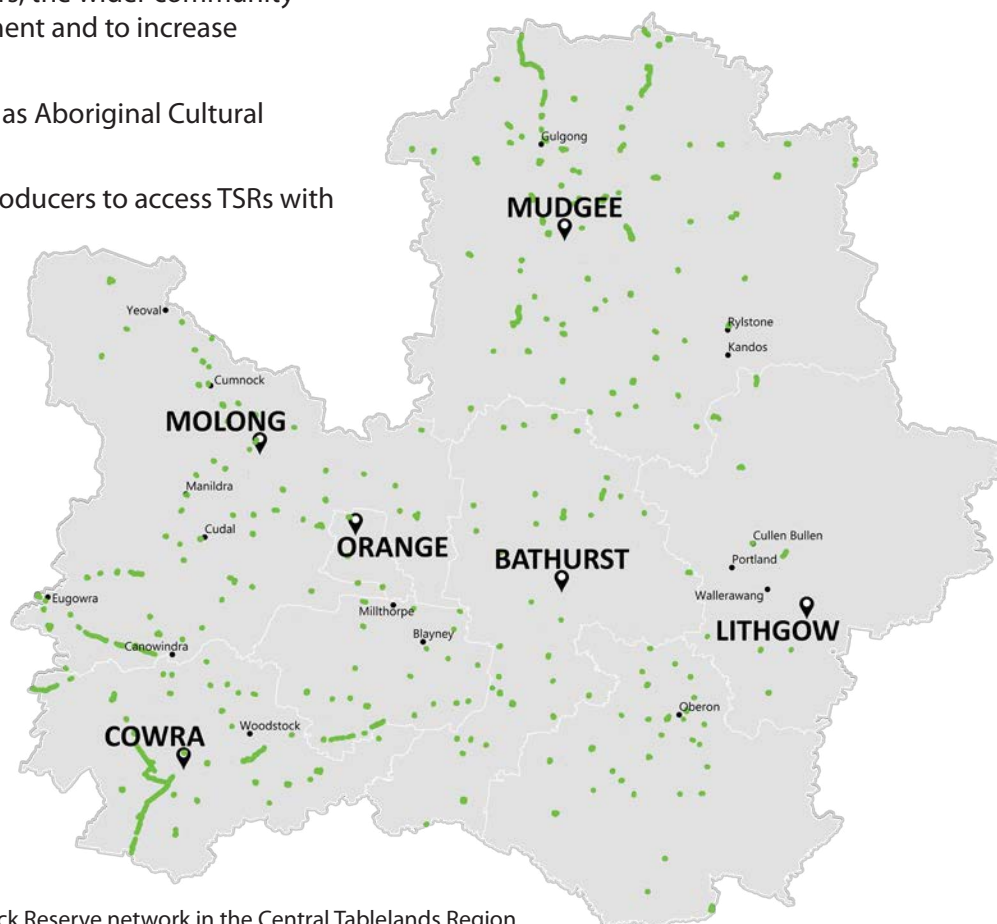 rs, the wider community
ment and to increase
as Aboriginal Cultural
roducers to access TSRs with
Gulgong
MUDGEE
Yeoval
Rylstone
Kandos
Cumnock
MOLONG
Manildra
Cudal
ORANGE
BATHURST
Cullen Bullen
Portland
Wallerawang
Eugowra
Millthorpe
LITHGOW
Blayney
Canowindra
Oberon
Woodstock
COWRA
ck Reserve network in the Central Tablelands Region